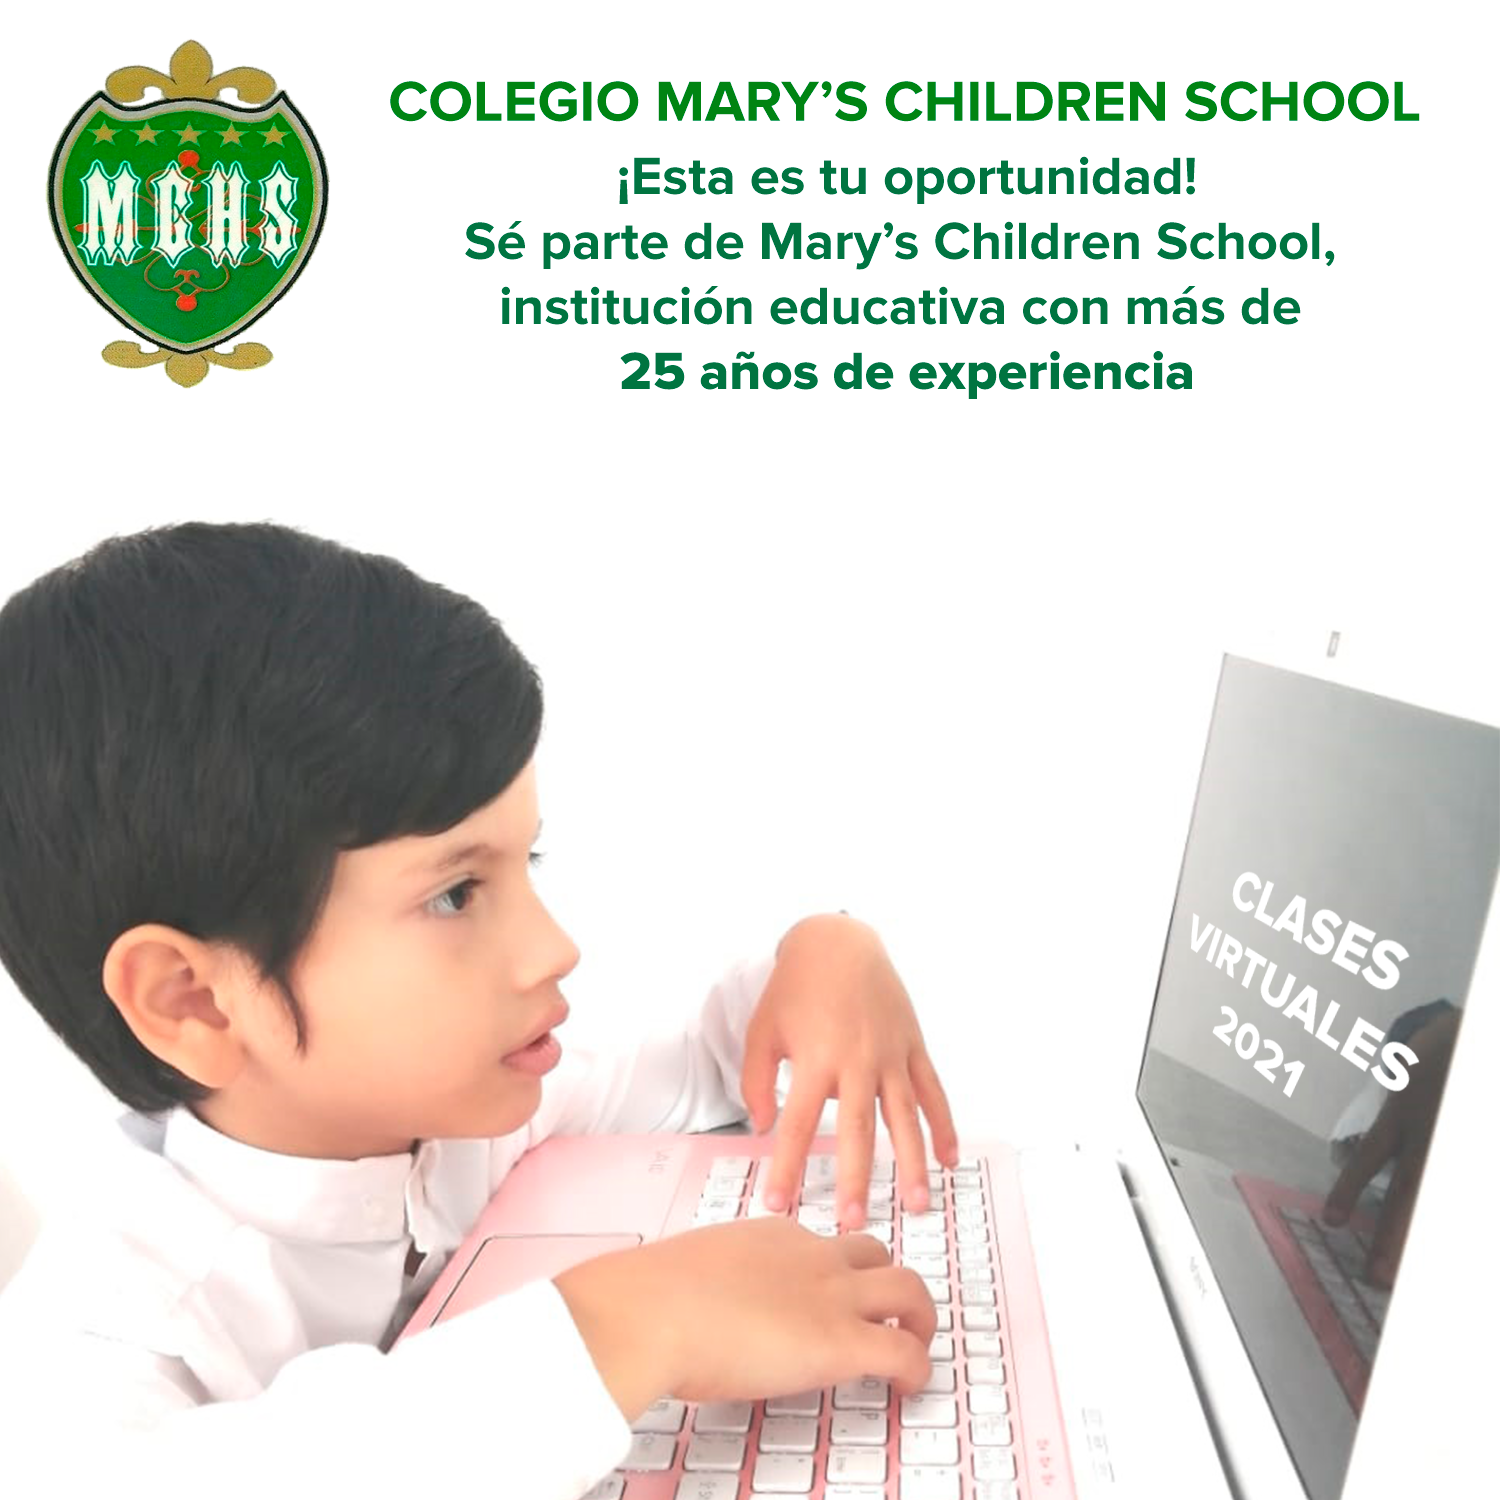 MCHS
COLEGIO MARY’S CHILDREN SCHOOL
¡Esta es tu oportunidad!
Sé parte de Mary’s Children School,
institución educativa con más de
25 años de experiencia
CLASES
VIRTUALES
2021